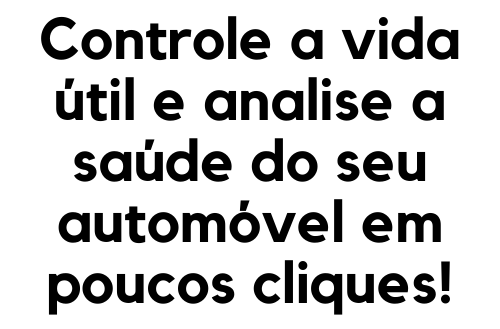 Controle a vida
útil e analise a
saúde do seu
automóvel em
poucos cliques!